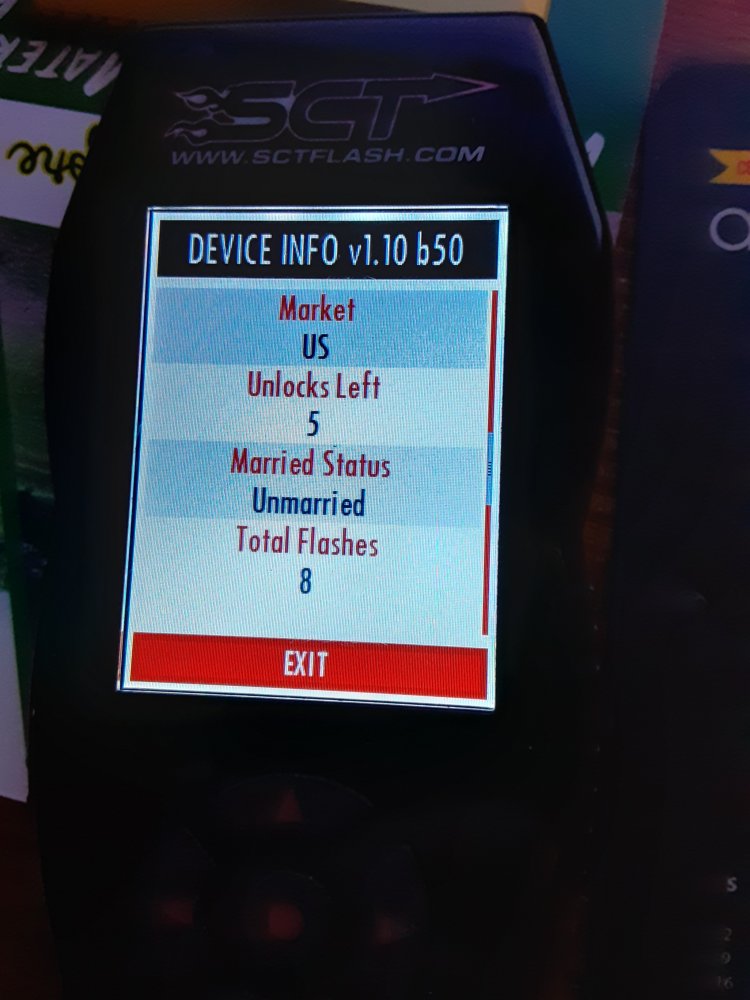 SCT
WWW.SCTFLASH.COM
DEVICE INFO v1.10 b50
Market
US
Unlocks Left
5
Married Status
Unmarried
Total Flashes
8
EXIT